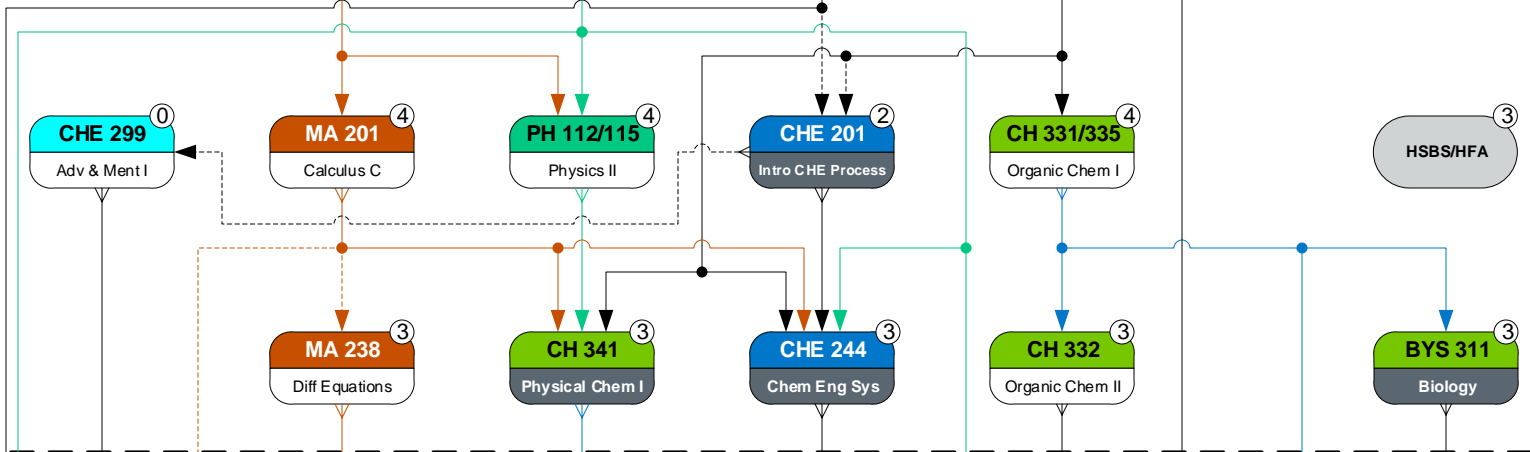 0
CHE 299
Adv & Ment I
4
MA 201
Calculus C
4
PH 112/115
Physics II
2
CHE 201
Intro CHE Process
4
CH 331/335
Organic Chem I
3
HSBS/HFA
3
MA 238
Diff Equations
3
CH 341
Physical Chem I
3
CHE 244
Chem Eng Sys
3
CH 332
Organic Chem II
3
BYS 311
Biology